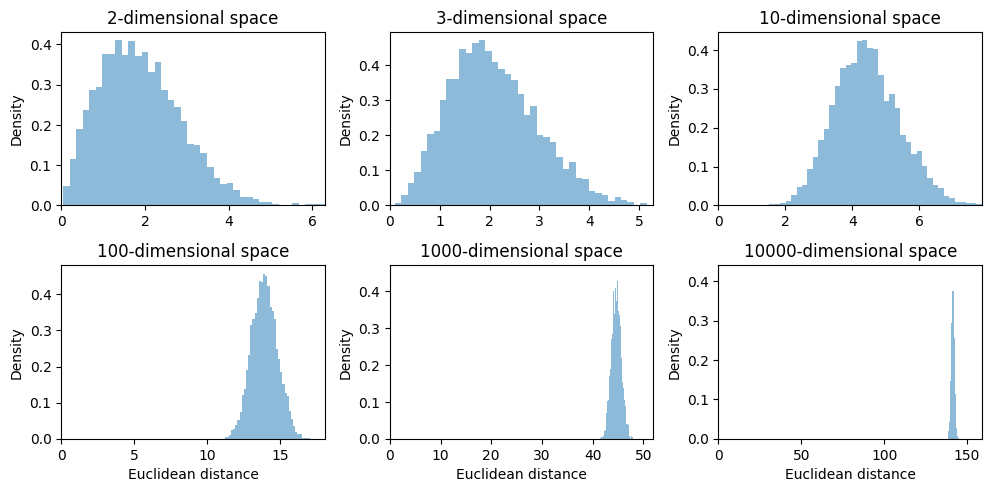 2-dimensional space
3-dimensional space
10-dimensional space
Density
0.4
0.3
0.2
0.1
0.0
0 2 4 6
Density
0.4
0.3
0.2
0.1
0.0
0 1 2 3 4 5
Density
0.4
0.3
0.2
0.1
0.0
0 2 4 6
100-dimensional space
1000-dimensional space
10000-dimensional space
Density
0.4
0.3
0.2
0.1
0.0
0 5 10 15
Euclidean distance
Density
0.4
0.3
0.2
0.1
0.0
0 10 20 30 40 50
Euclidean distance
Density
0.4
0.3
0.2
0.1
0.0
0 50 100 150
Euclidean distance